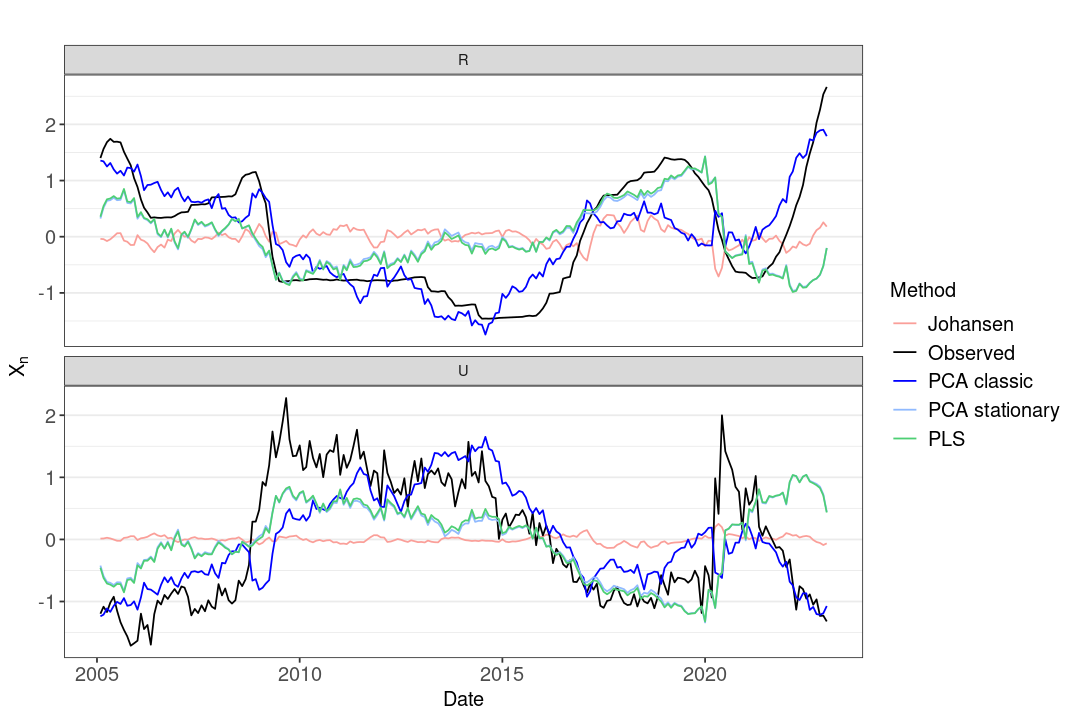 R
2
1
0
-1
U
2
1
0
-1
2005 2010 2015 2020
Date
Xn
Method
Johansen
Observed
PCA classic
PCA stationary
PLS